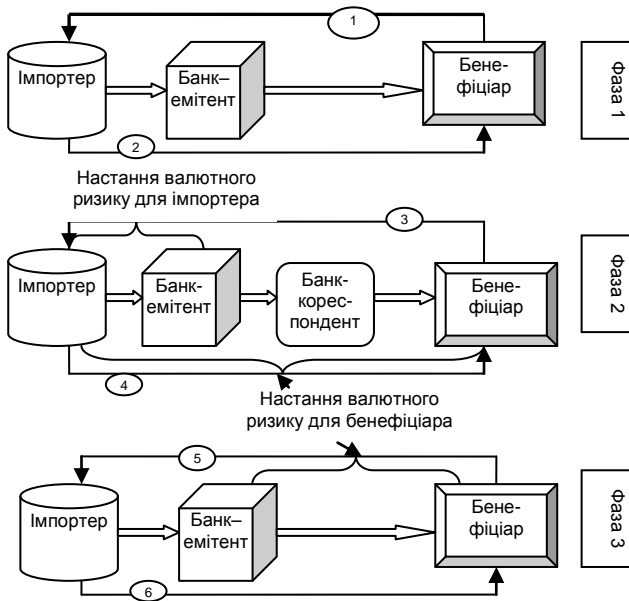 1
Імпортер
Банк–
емітент
Бене-
фіціар
Фаза 1
2
Настання валютного
ризику для імпортера
3
Імпортер
Банк-
емітент
Банк-
корес-
пондент
Бене-
фіціар
Фаза 2
4
Настання валютного
ризику для бенефіціара
5
Імпортер
Банк–
емітент
Бене-
фіціар
Фаза 3
6